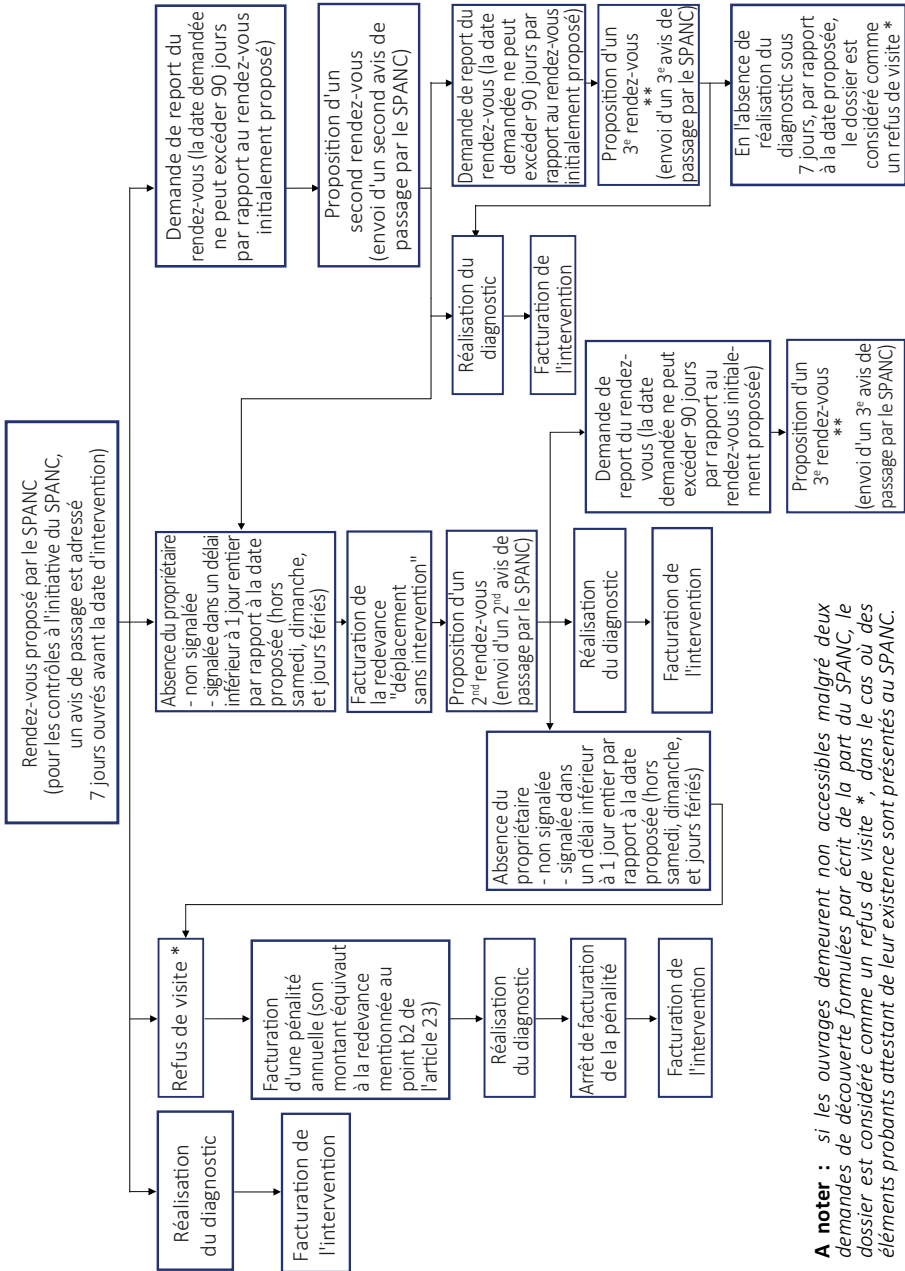 Rendez-vous proposé par le SPANC
(pour les contrôles à l'initiative du SPANC,
un avis de passage est adressé
7 jours ouvrés avant la date d'intervention)
Réalisation
du diagnostic
Facturation de
l'intervention
Refus de visite *
Facturation
d'une pénalité
annuelle (son
montant équivaut
à la redevance
mentionnée au
point b2 de
l'article 23)
Réalisation
du diagnostic
Arrêt de facturation
de la pénalité
Facturation de
l'intervention
Absence du propriétaire
- non signalée
- signalée dans un délai
inférieur à 1 jour entier
par rapport à la date
proposée (hors
samedi, dimanche,
et jours fériés)
Facturation de
la redevance
"déplacement
sans intervention"
Proposition d'un
2nd rendez-vous
(envoi d'un 2nd avis de
passage par le SPANC)
Absence du
propriétaire
- non signalée
- signalée dans
un délai inférieur
à 1 jour entier par
rapport à la date
proposée (hors
samedi, dimanche,
et jours fériés)
Réalisation
du diagnostic
Facturation de
l'intervention
Demande de
report du rendez-
vous (la date
demandée ne peut
excéder 90 jours
par rapport au
rendez-vous initiale-
ment proposée)
Proposition d'un
3e rendez-vous
**
(envoi d'un 3e avis de
passage par le SPANC)
Demande de report du
rendez-vous (la date demandée
ne peut excéder 90 jours
par rapport au rendez-vous
initialement proposé)
Proposition d'un
second rendez-vous
(envoi d'un second avis de
passage par le SPANC)
Réalisation du
diagnostic
Facturation de
l'intervention
Demande de report du
rendez-vous (la date
demandée ne peut
excéder 90 jours par
rapport au rendez-vous
initialement proposé)
Proposition d'un
3e rendez-vous
**
(envoi d'un 3e avis de
passage par le SPANC)
En l'absence de
réalisation du
diagnostic sous
7 jours, par rapport
à la date proposée,
le dossier est
considéré comme
un refus de visite *
A noter : si les ouvrages demeurent non accessibles malgré deux
demandes de découverte formulées par écrit de la part du SPANC, le
dossier est considéré comme un refus de visite *, dans le cas où des
éléments probants attestant de leur existence sont présentés au SPANC.